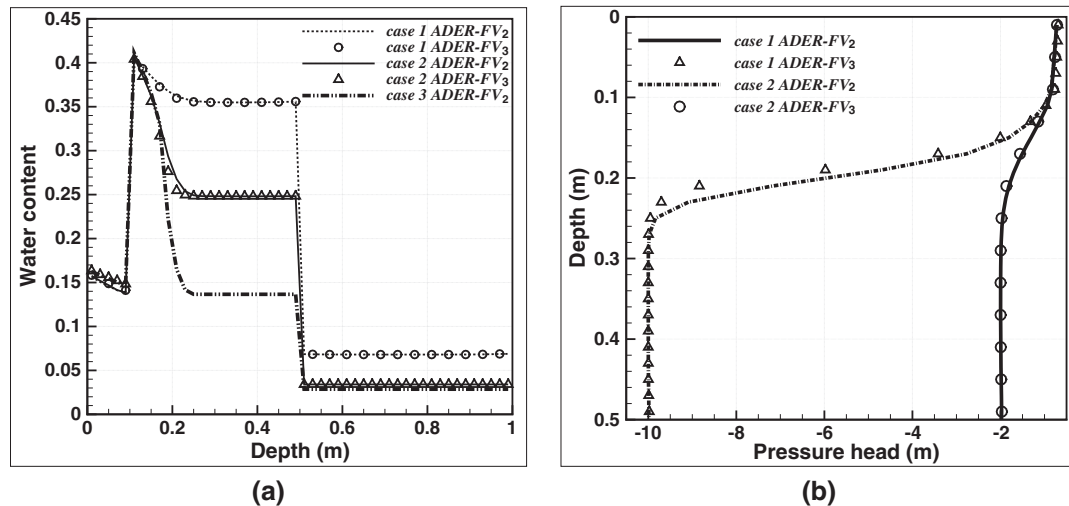 0.45
0.4
0.35
0.3
0.25
0.2
0.15
0.1
0.05
0
Water content
case 1 ADER-FV2
case 1 ADER-FV3
case 2 ADER-FV2
case 2 ADER-FV3
case 3 ADER-FV2
0 0.2 0.4 0.6 0.8 1
Depth (m)
(a)
0
0.1
0.2
0.3
0.4
0.5
Depth (m)
case 1 ADER-FV2
case 1 ADER-FV3
case 2 ADER-FV2
case 2 ADER-FV3
-10 -8 -6 -4 -2
Pressure head (m)
(b)